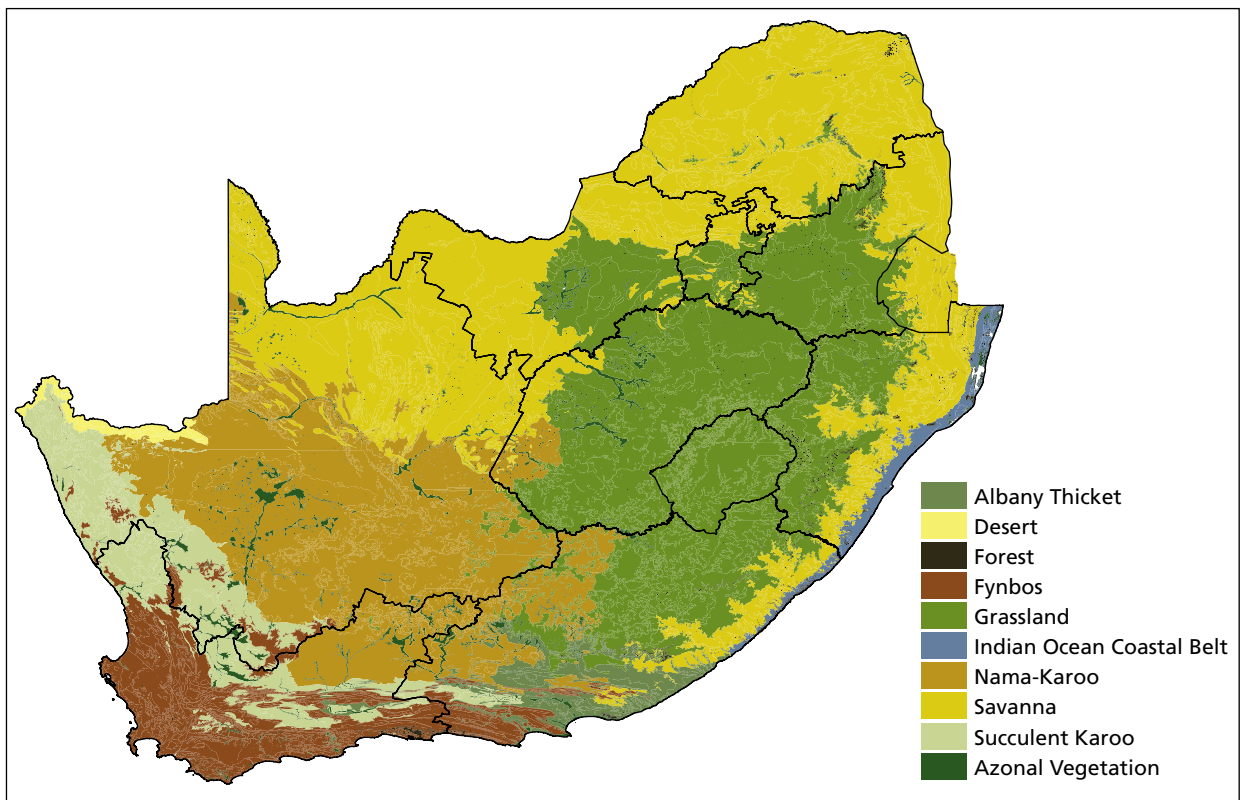 Albany Thicket
Desert
Forest
Fynbos
Grassland
Indian Ocean Coastal Belt
Nama-Karoo
Savanna
Succulent Karoo
Azonal Vegetation